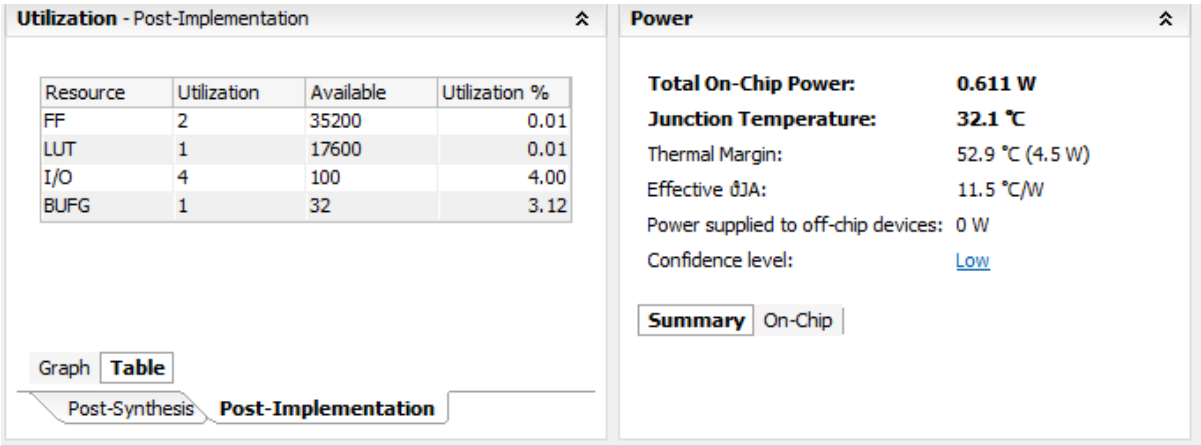 Utilization - Post-Implementation
Resource Utilization Available Utilization %
FF 2 35200 0.01
LUT 1 17600 0.01
I/O 4 100 4.00
BUFG 1 32 3.12
Graph Table
Post-Synthesis Post-Implementation
Power
Total On-Chip Power: 0.611 W
Junction Temperature: 32.1 °C
Thermal Margin: 52.9 °C (4.5 W)
Effective ϑJA: 11.5 °C/W
Power supplied to off-chip devices: 0 W
Confidence level: Low
Summary On-Chip